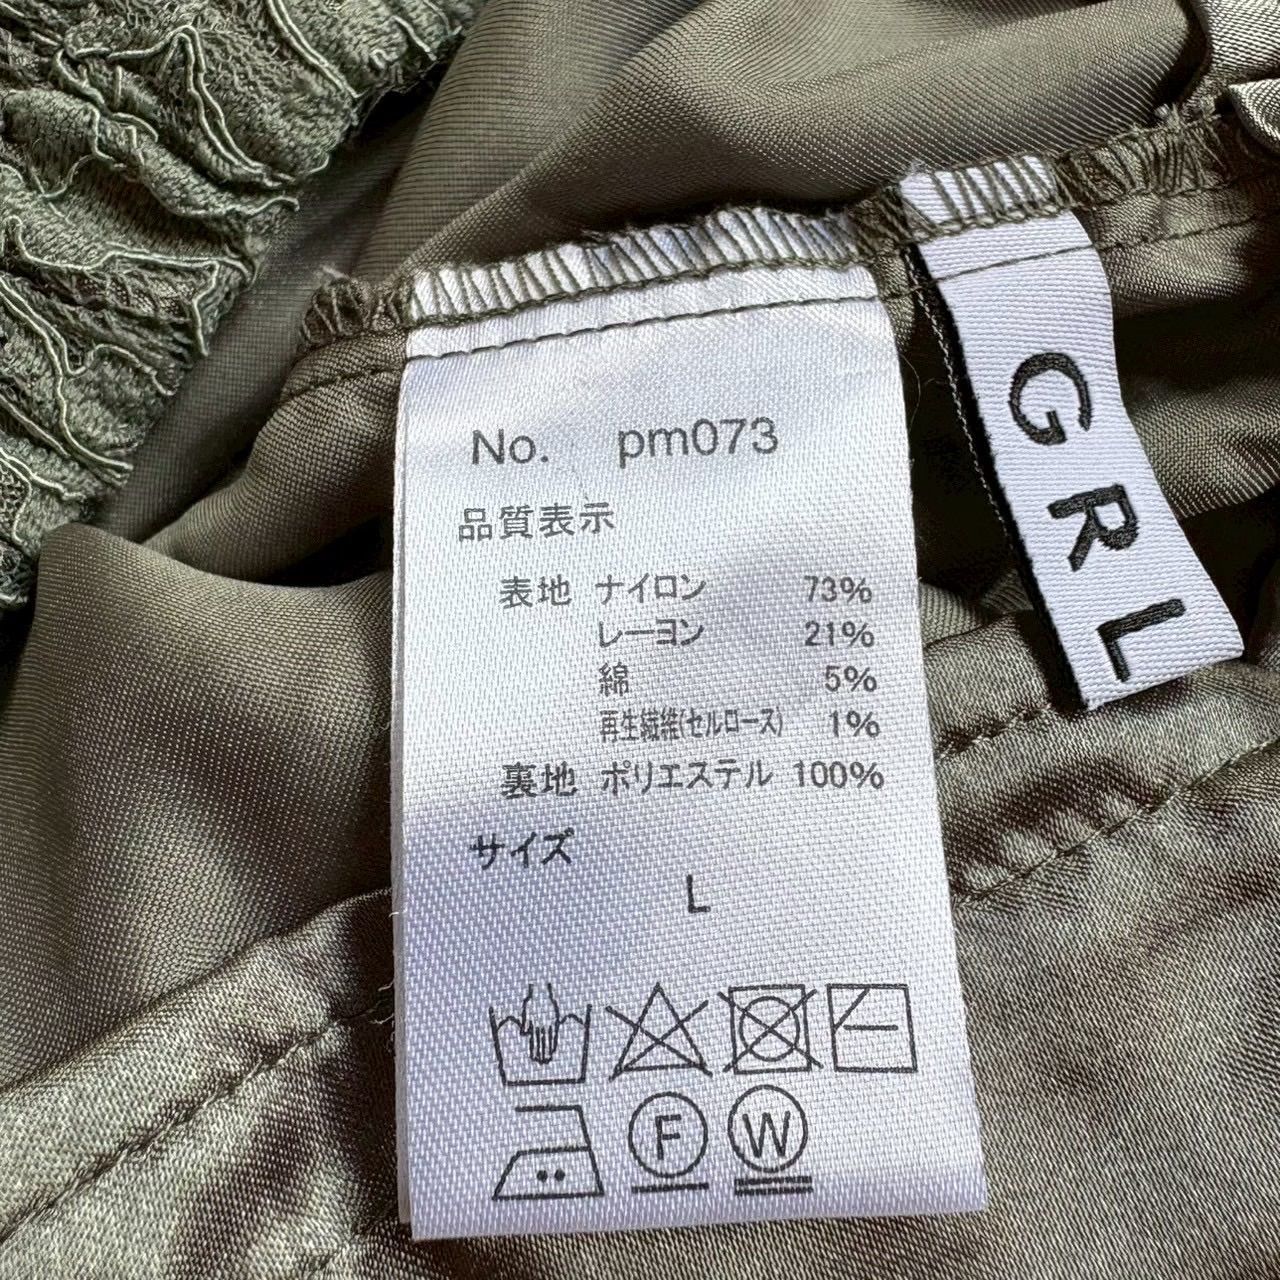 No. pm073
品質表示
表地 ナイロン 73%
レーヨン 21%
綿 5%
再生繊維(セルロース) 1%
裏地 ポリエステル 100%
サイズ
L
F W
GRL